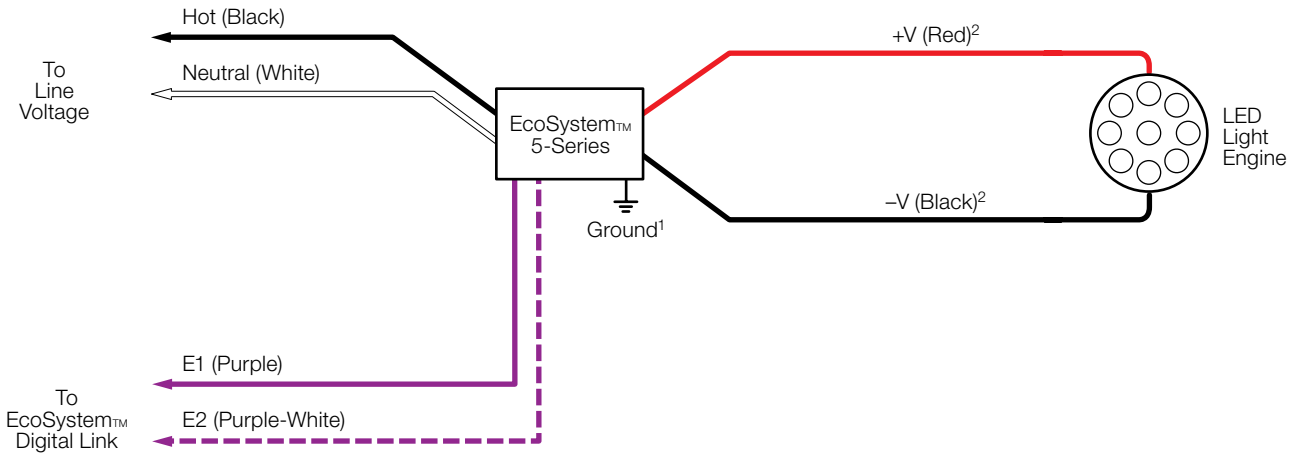 Hot (Black)
To
Line
Voltage
Neutral (White)
EcoSystem™
5-Series
Ground¹
+V (Red)²
–V (Black)²
LED
Light
Engine
E1 (Purple)
To
EcoSystem™
Digital Link
E2 (Purple-White)